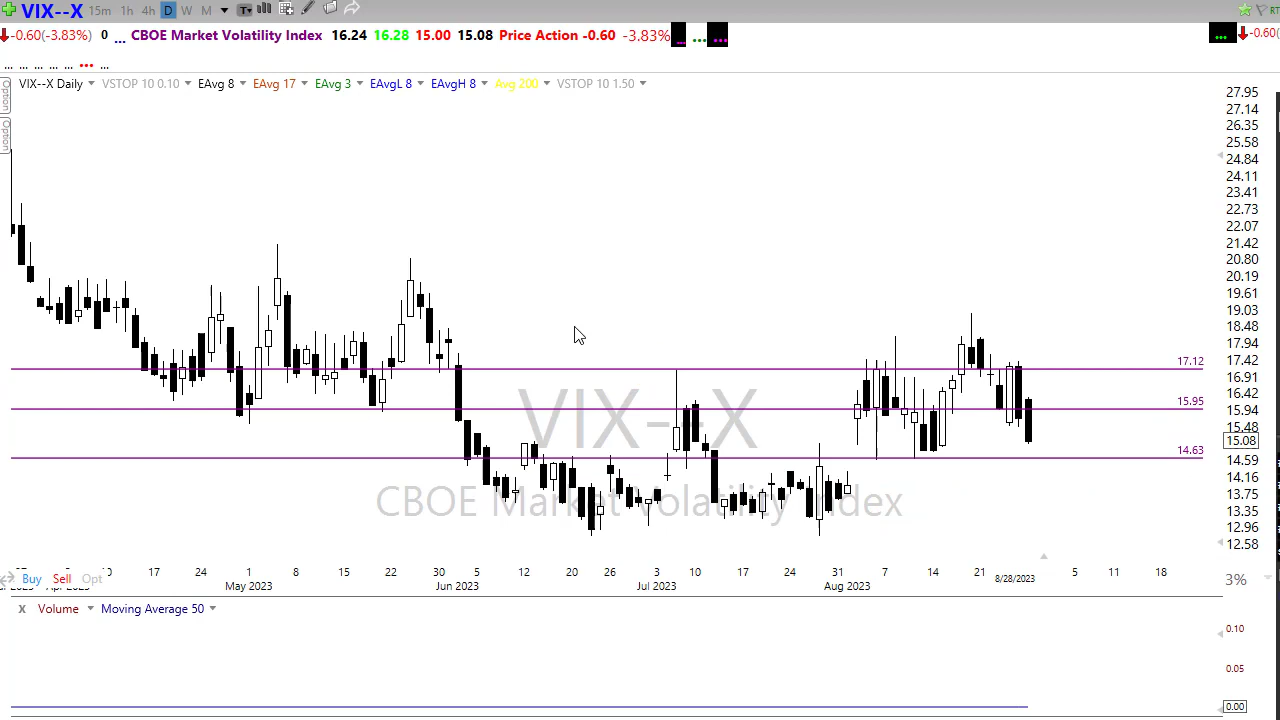 VIX--X 15m 1h 4h D W M T RT
-0.60(-3.83%) 0 ... CBOE Market Volatility Index 16.24 16.28 15.00 15.08 Price Action -0.60 -3.83% ... ... ... ... -0.60(
... ... ... ... ... ... ...
VIX--X Daily VSTOP 10 0.10 EAvg 8 EAvg 17 EAvg 3 EAvgL 8 EAvgH 8 Avg 200 VSTOP 10 1.50
Option
Option
27.95
27.14
26.35
25.58
24.84
24.11
23.41
22.73
22.07
21.42
20.80
20.19
19.61
19.03
18.48
17.94
17.42
16.91
16.42
15.94
15.48
15.08
14.59
14.16
13.75
13.35
12.96
12.58
17.12
15.95
14.63
VIX--X
CBOE Market Volatility Index
17 24 1 8 15 22 30 5 12 20 26 3 10 17 24 31 7 14 21 8/28/2023 5 11 18
May 2023 Jun 2023 Jul 2023 Aug 2023
Buy Sell Opt
3%
X Volume Moving Average 50
0.10
0.05
0.00